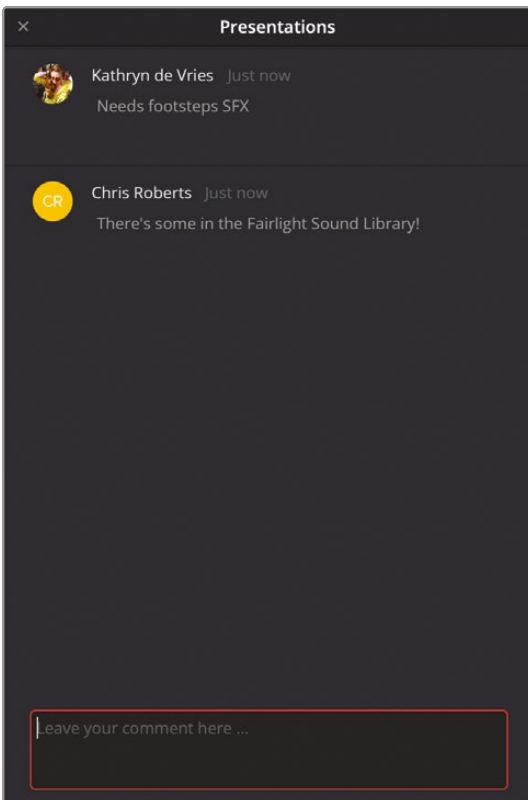 × Presentations
Kathryn de Vries Just now
Needs footsteps SFX
CR Chris Roberts Just now
There's some in the Fairlight Sound Library!
Leave your comment here ...